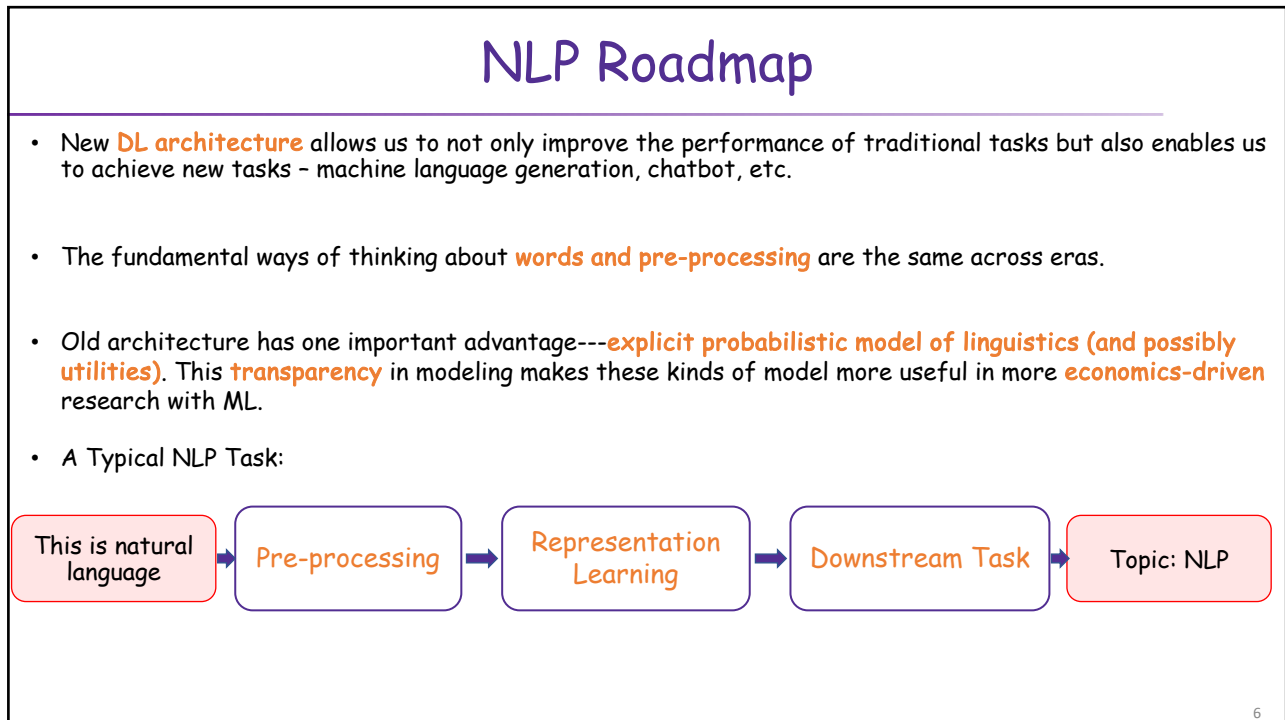 NLP Roadmap
• New DL architecture allows us to not only improve the performance of traditional tasks but also enables us
to achieve new tasks – machine language generation, chatbot, etc.
• The fundamental ways of thinking about words and pre-processing are the same across eras.
• Old architecture has one important advantage---explicit probabilistic model of linguistics (and possibly
utilities). This transparency in modeling makes these kinds of model more useful in more economics-driven
research with ML.
• A Typical NLP Task:
This is natural
language
Pre-processing
Representation
Learning
Downstream Task
Topic: NLP
6